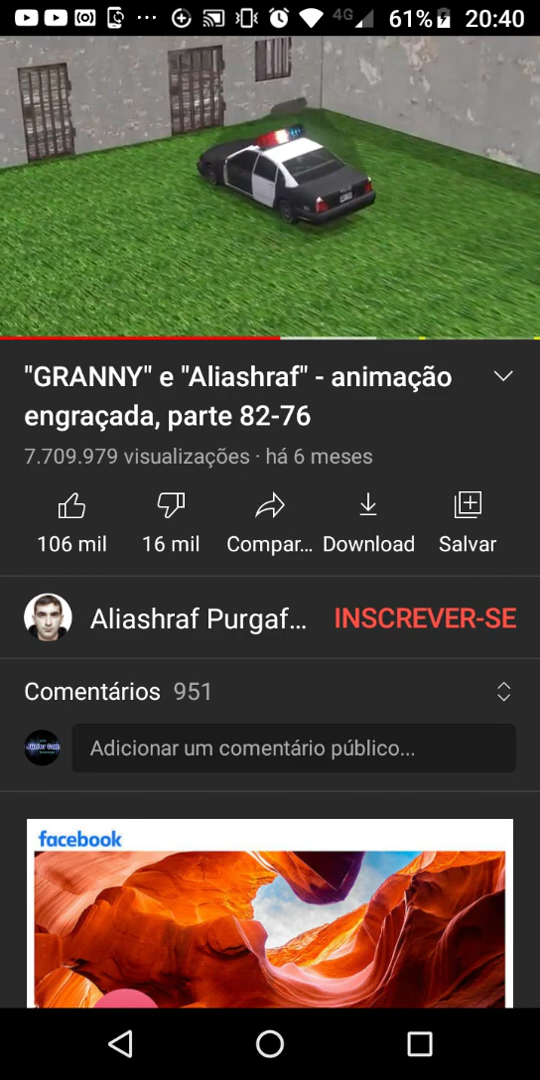 4G 61% 20:40
"GRANNY" e "Aliashraf" - animação
engraçada, parte 82-76
7.709.979 visualizações · há 6 meses
106 mil 16 mil Compar... Download Salvar
Aliashraf Purgaf... INSCREVER-SE
Comentários 951
Adicionar um comentário público...
facebook